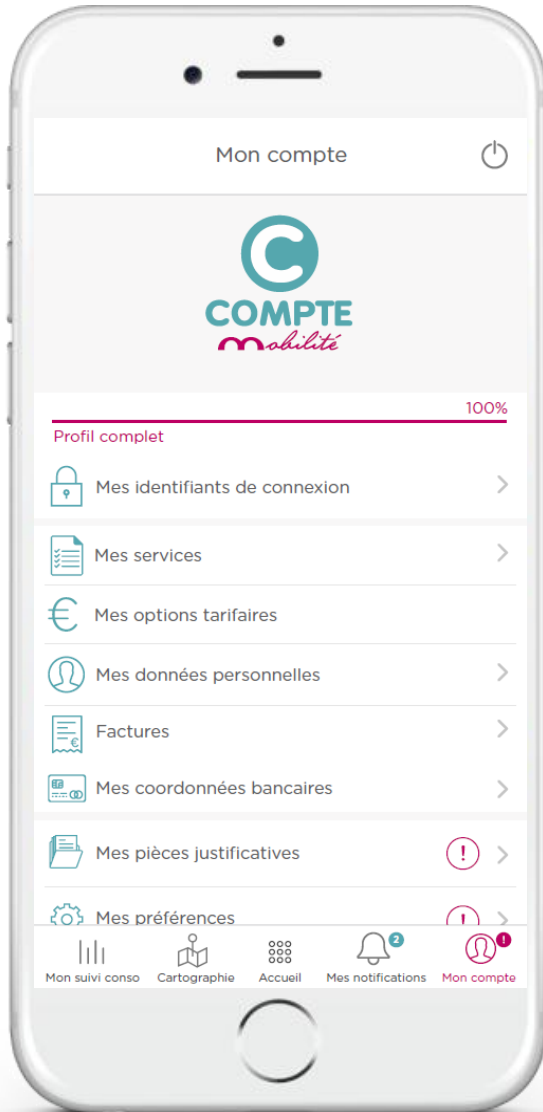 Mon compte
C
COMPTE
mobilité
100%
Profil complet
Mes identifiants de connexion
Mes services
€
Mes options tarifaires
Mes données personnelles
€
Factures
Mes coordonnées bancaires
Mes pièces justificatives
!
Mes préférences
!
2
!
Mon suivi conso
Cartographie
Accueil
Mes notifications
Mon compte